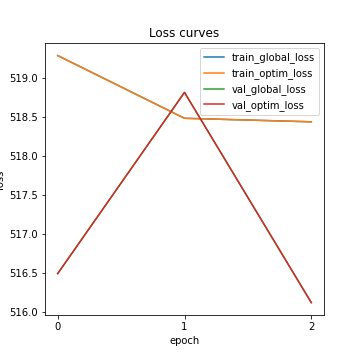 Loss curves
train_global_loss
train_optim_loss
val_global_loss
val_optim_loss
519.0
518.5
518.0
517.5
517.0
516.5
516.0
loss
0
1
2
epoch